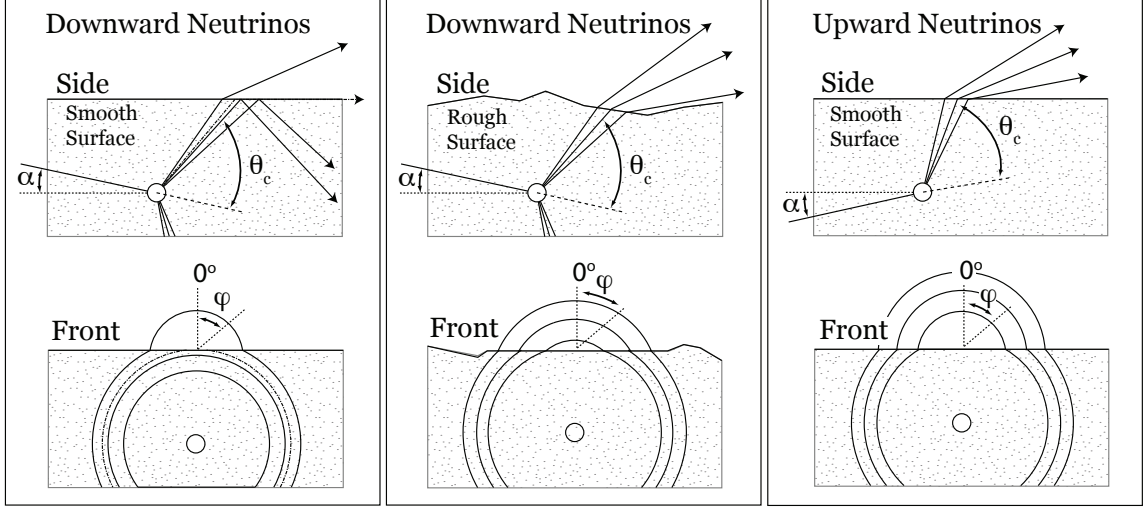 Downward Neutrinos
Side
Smooth
Surface
θc
α
0°
φ
Front
Downward Neutrinos
Side
Rough
Surface
θc
α
0°
φ
Front
Upward Neutrinos
Side
Smooth
Surface
θc
α
0°
φ
Front